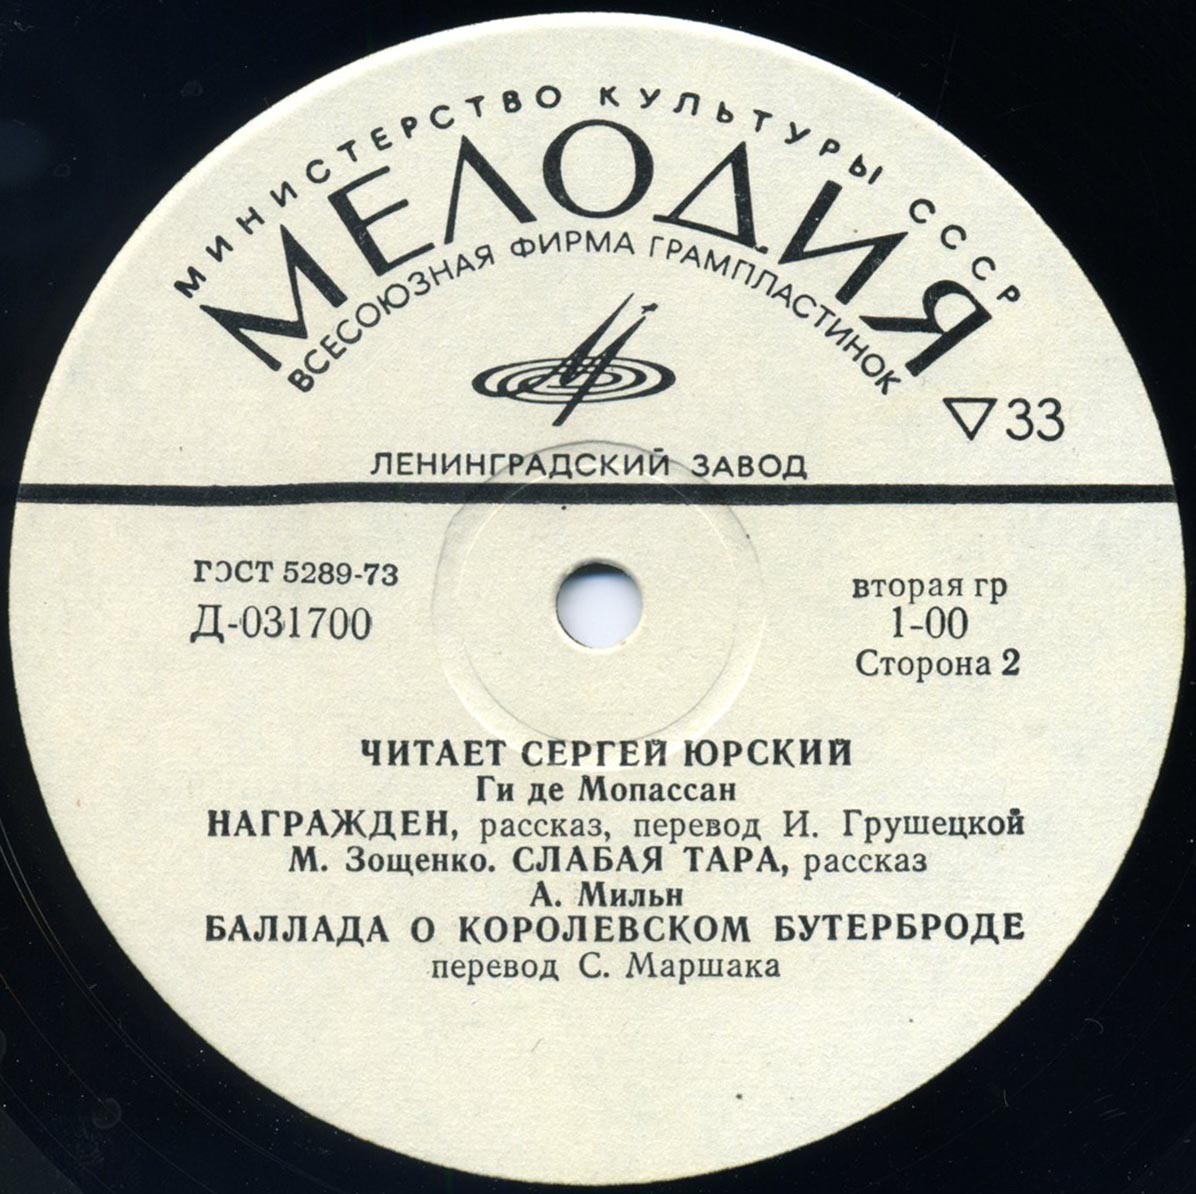 МИНИСТЕРСТВО КУЛЬТУРЫ СССР
МЕЛОДИЯ
ВСЕСОЮЗНАЯ ФИРМА ГРАМПЛАСТИНОК
▽33
ЛЕНИНГРАДСКИЙ ЗАВОД
ГОСТ 5289-73
Д-031700
вторая гр
1-00
Сторона 2
ЧИТАЕТ СЕРГЕЙ ЮРСКИЙ
Ги де Мопассан
НАГРАЖДЕН, рассказ, перевод И. Грушецкой
М. Зощенко. СЛАБАЯ ТАРА, рассказ
А. Мильн
БАЛЛАДА О КОРОЛЕВСКОМ БУТЕРБРОДЕ
перевод С. Маршака